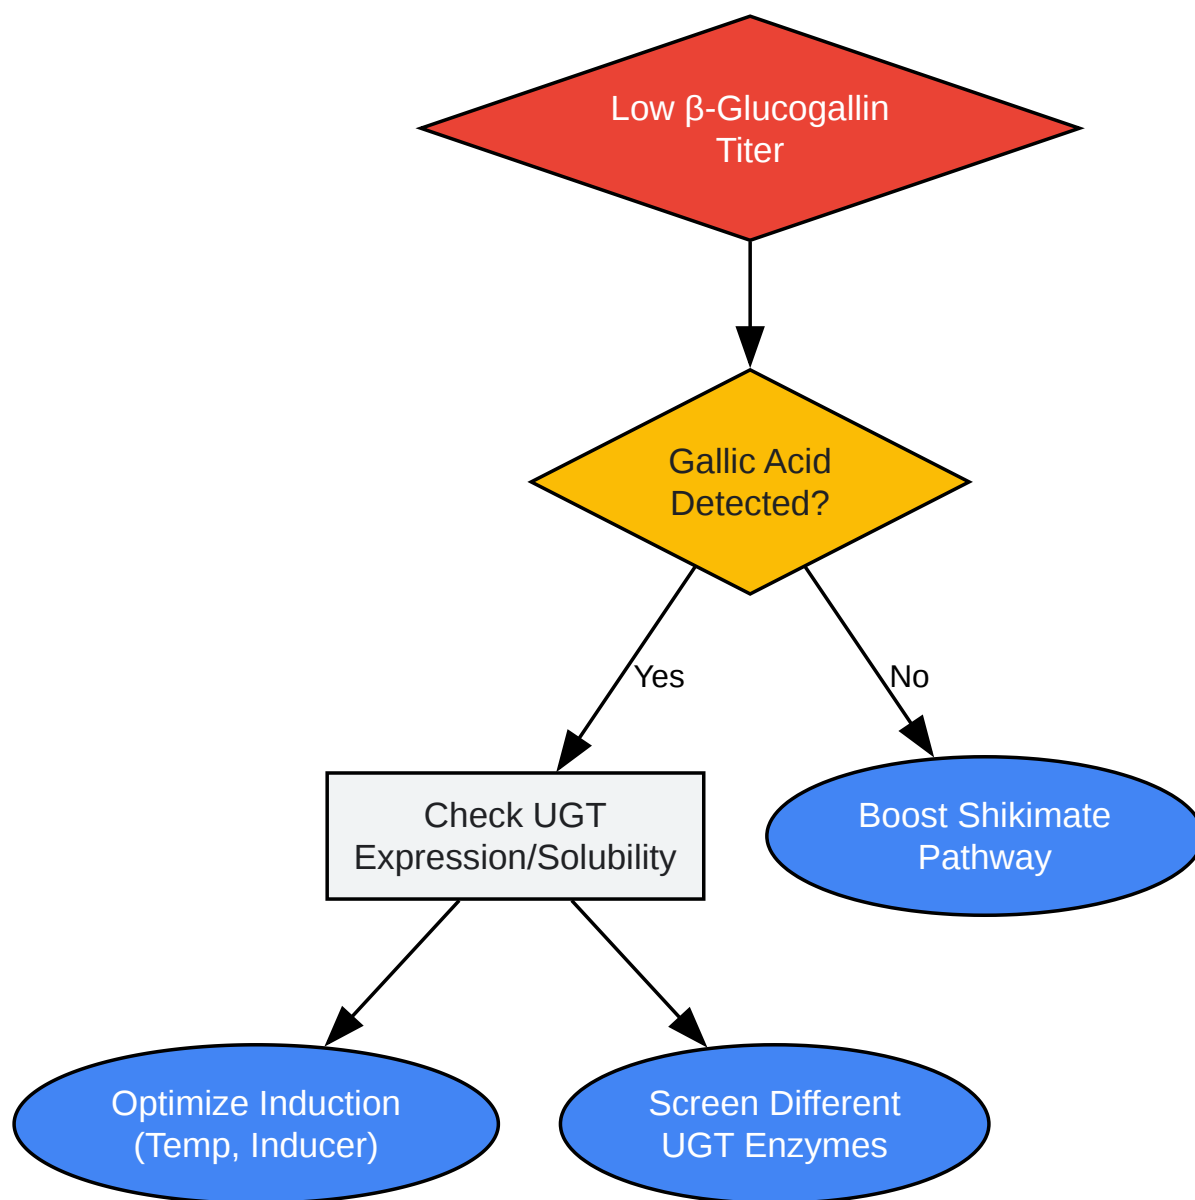 Low β-Glucogallin
Titer
Gallic Acid
Detected?
Yes
No
Check UGT
Expression/Solubility
Boost Shikimate
Pathway
Optimize Induction
(Temp, Inducer)
Screen Different
UGT Enzymes